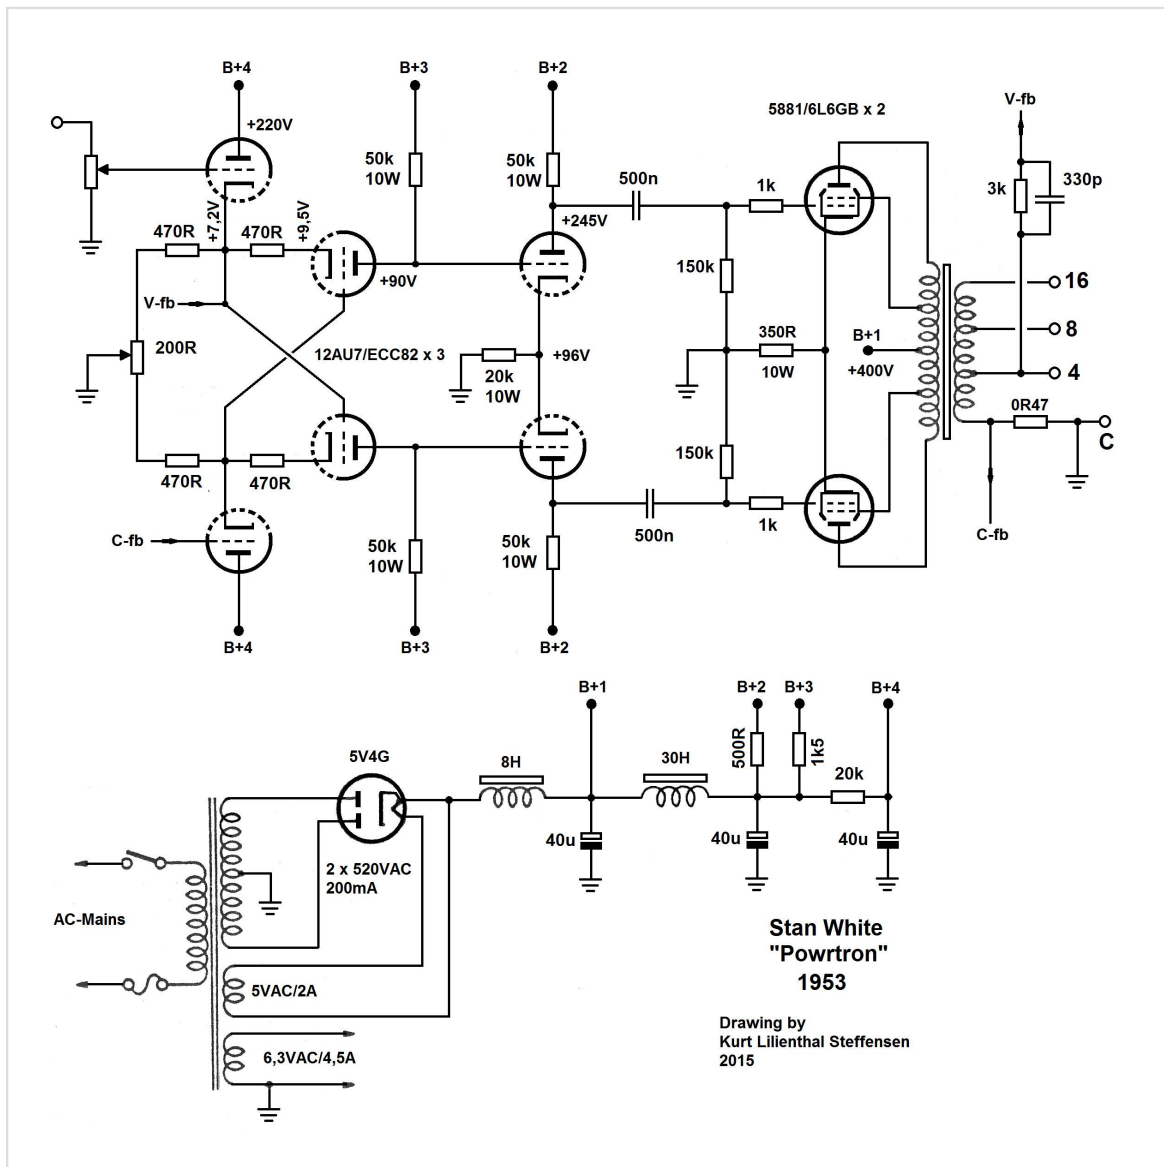 B+4
B+3
B+2
5881/6L6GB x 2
V-fb
+220V
50k
10W
50k
10W
500n
1k
3k
330p
+7,2V
+9,5V
470R
470R
+245V
+90V
150k
16
V-fb
8
200R
12AU7/ECC82 x 3
+96V
20k
10W
350R
10W
B+1
+400V
4
0R47
C
470R
470R
150k
1k
C-fb
50k
10W
50k
10W
500n
C-fb
B+4
B+3
B+2
B+1
B+2
B+3
B+4
5V4G
8H
30H
500R
1k5
20k
40u
40u
40u
2 x 520VAC
200mA
AC-Mains
5VAC/2A
6,3VAC/4,5A
Stan White
"Powrtron"
1953
Drawing by
Kurt Lilienthal Steffensen
2015